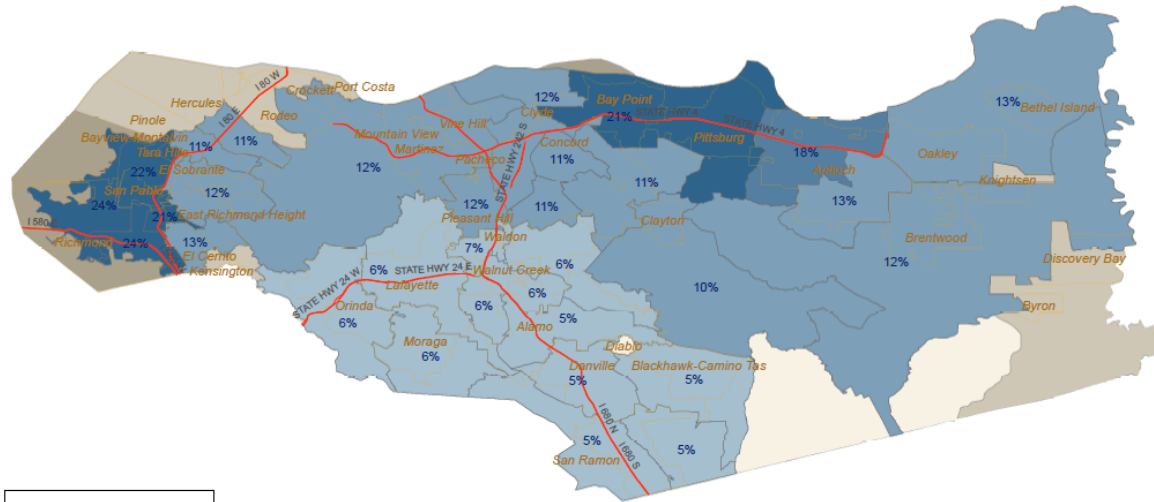 I 80 W
Crockett
Port Costa
Hercules
I 80 E
Rodeo
Pinole
Bayview-Montalvin
Tara Hills
11%
11%
22%
El Sobrante
San Pablo
12%
24%
21%
East Richmond Height
I 580
Richmond
24%
13%
El Cerrito
Kensington
Mountain View
Martinez
Vine Hill
12%
Pacheco
STATE HWY 242 S
12%
Clyde
Bay Point
21%
STATE HWY 4
Concord
11%
Pittsburg
STATE HWY 4
18%
Antioch
13%
Bethel Island
Oakley
Knightsen
11%
13%
12%
Pleasant Hill
11%
Clayton
Brentwood
12%
Discovery Bay
Byron
Waldon
7%
Walnut Creek
6%
STATE HWY 24 W
6%
STATE HWY 24 E
Lafayette
10%
Orinda
6%
6%
6%
5%
Alamo
Moraga
6%
Diablo
Danville
5%
Blackhawk-Camino Tas
5%
I 680 N
5%
San Ramon
I 680 S
5%